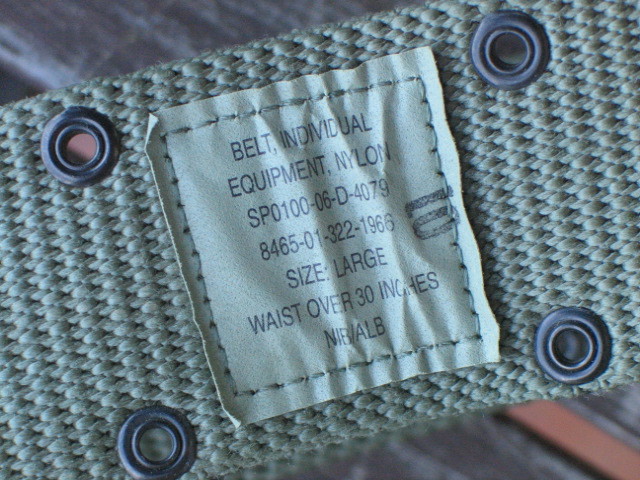 BELT, INDIVIDUAL
EQUIPMENT, NYLON
SP0100-06-D-4079
8465-01-322-1966
SIZE: LARGE
WAIST OVER 30 INCHES
NIB/ALB